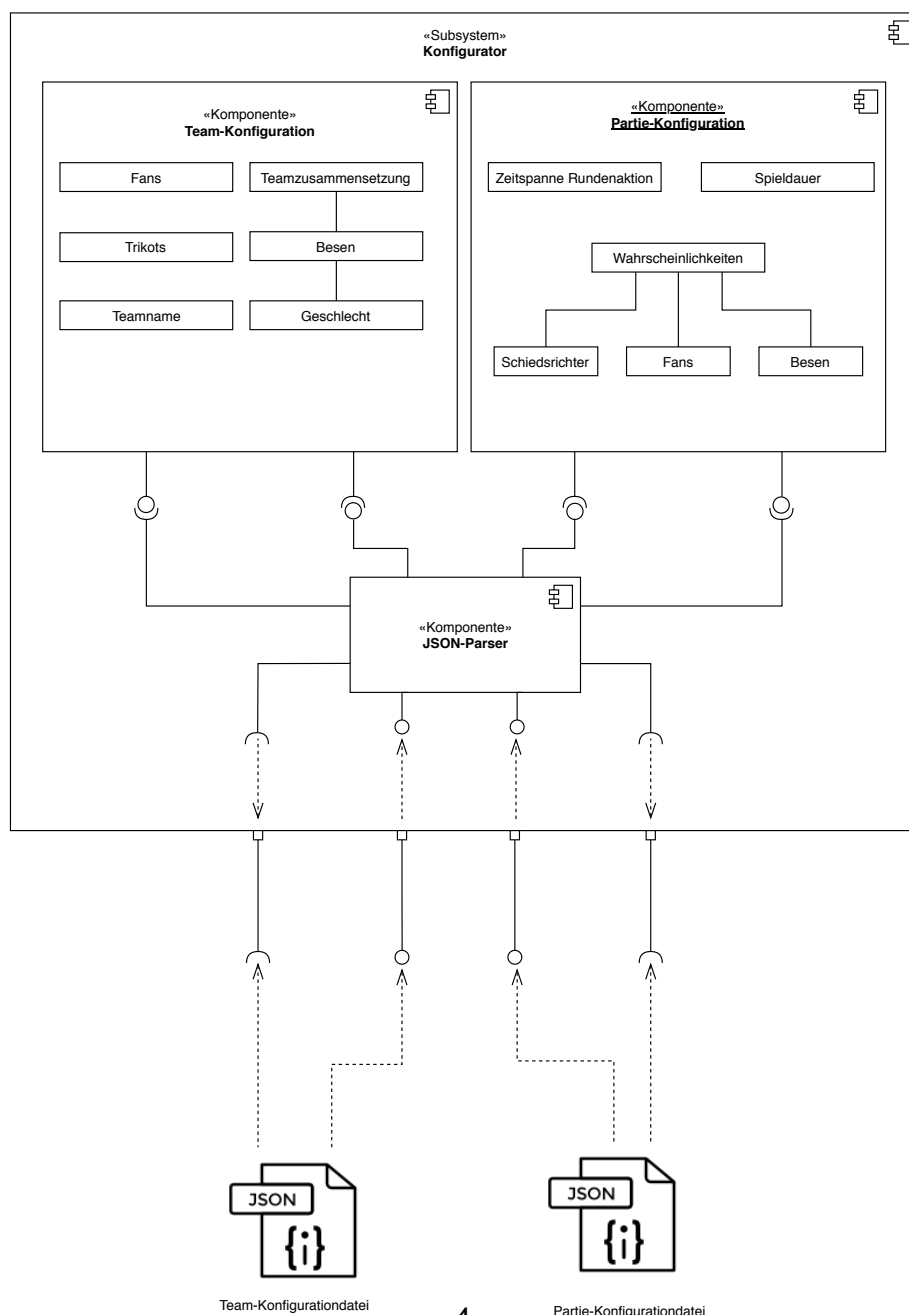 «Subsystem»
Konfigurator
«Komponente»
Team-Konfiguration
Fans
Teamzusammensetzung
Trikots
Besen
Teamname
Geschlecht
«Komponente»
Partie-Konfiguration
Zeitspanne Rundenaktion
Spieldauer
Wahrscheinlichkeiten
Schiedsrichter
Fans
Besen
«Komponente»
JSON-Parser
JSON
{i}
JSON
{i}
Team-Konfigurationdatei
4
Partie-Konfigurationdatei